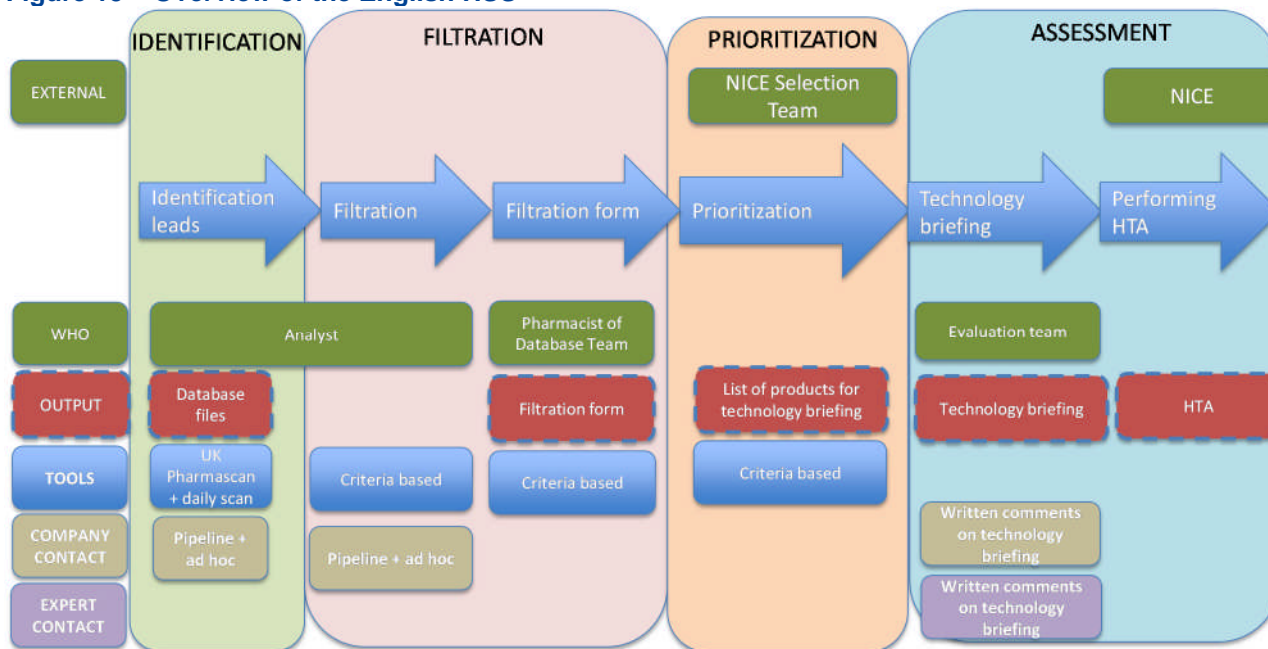 IDENTIFICATION
FILTRATION
PRIORITIZATION
ASSESSMENT
EXTERNAL
NICE Selection
Team
NICE
Identification
leads
Filtration
Filtration form
Prioritization
Technology
briefing
Performing
HTA
WHO
Analyst
Pharmacist of
Database Team
Evaluation team
OUTPUT
Database
files
Filtration form
List of products for
technology briefing
Technology briefing
HTA
TOOLS
UK
Pharmascan
+ daily scan
Criteria based
Criteria based
Criteria based
COMPANY
CONTACT
Pipeline +
ad hoc
Pipeline + ad hoc
Written comments
on technology
briefing
EXPERT
CONTACT
Written comments
on technology
briefing